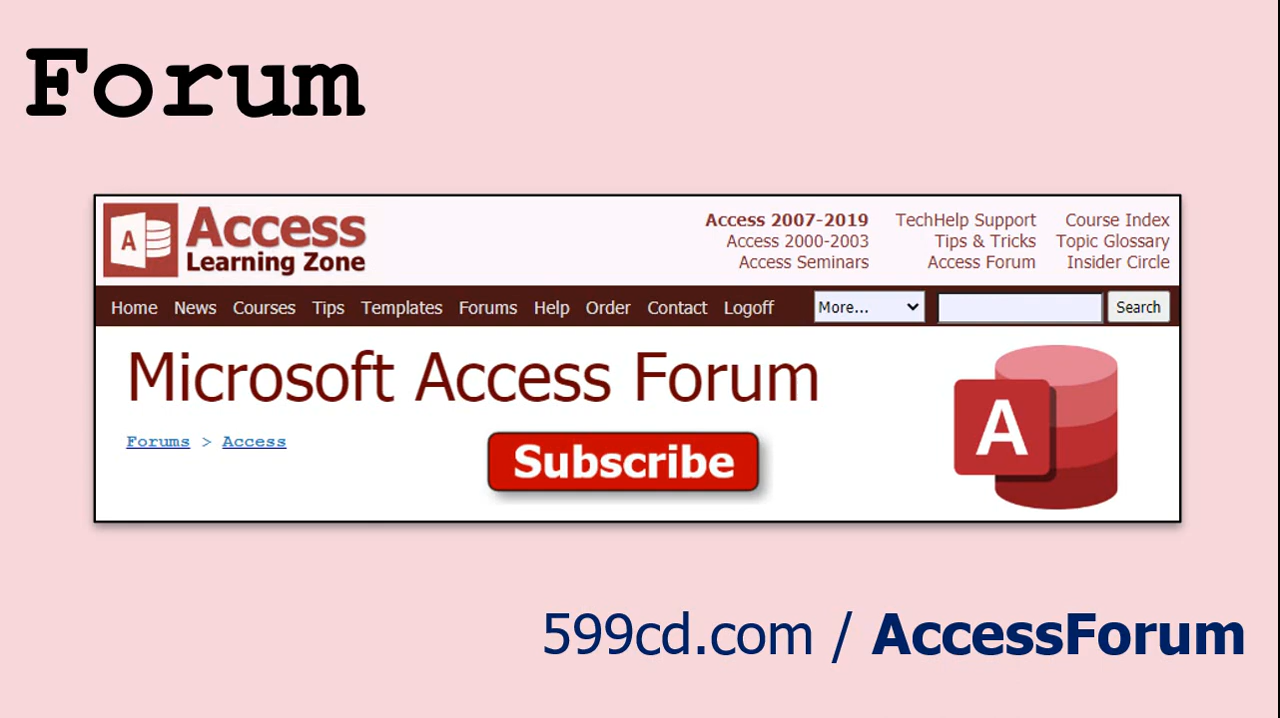 Forum
A
Access
Learning Zone
Access 2007-2019 TechHelp Support Course Index
Access 2000-2003 Tips & Tricks Topic Glossary
Access Seminars Access Forum Insider Circle
Home News Courses Tips Templates Forums Help Order Contact Logoff More... Search
Microsoft Access Forum
Forums > Access
Subscribe
A
599cd.com / AccessForum